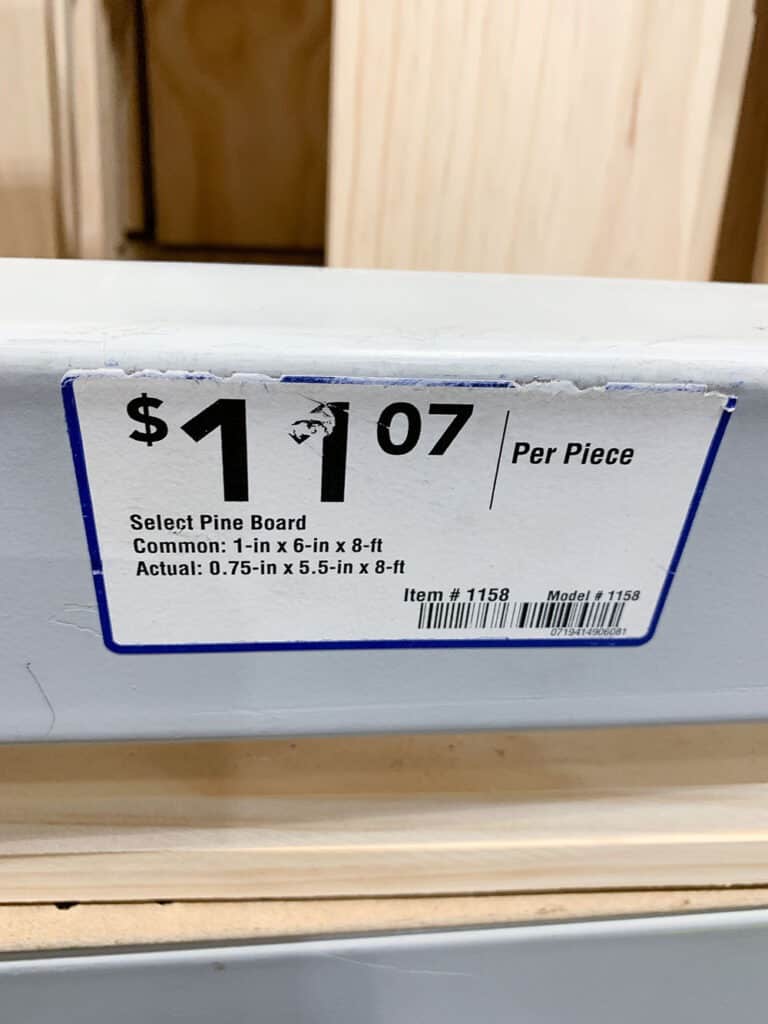 $11 07 Per Piece
Select Pine Board
Common: 1-in x 6-in x 8-ft
Actual: 0.75-in x 5.5-in x 8-ft
Item # 1158 Model # 1158
0719414906081